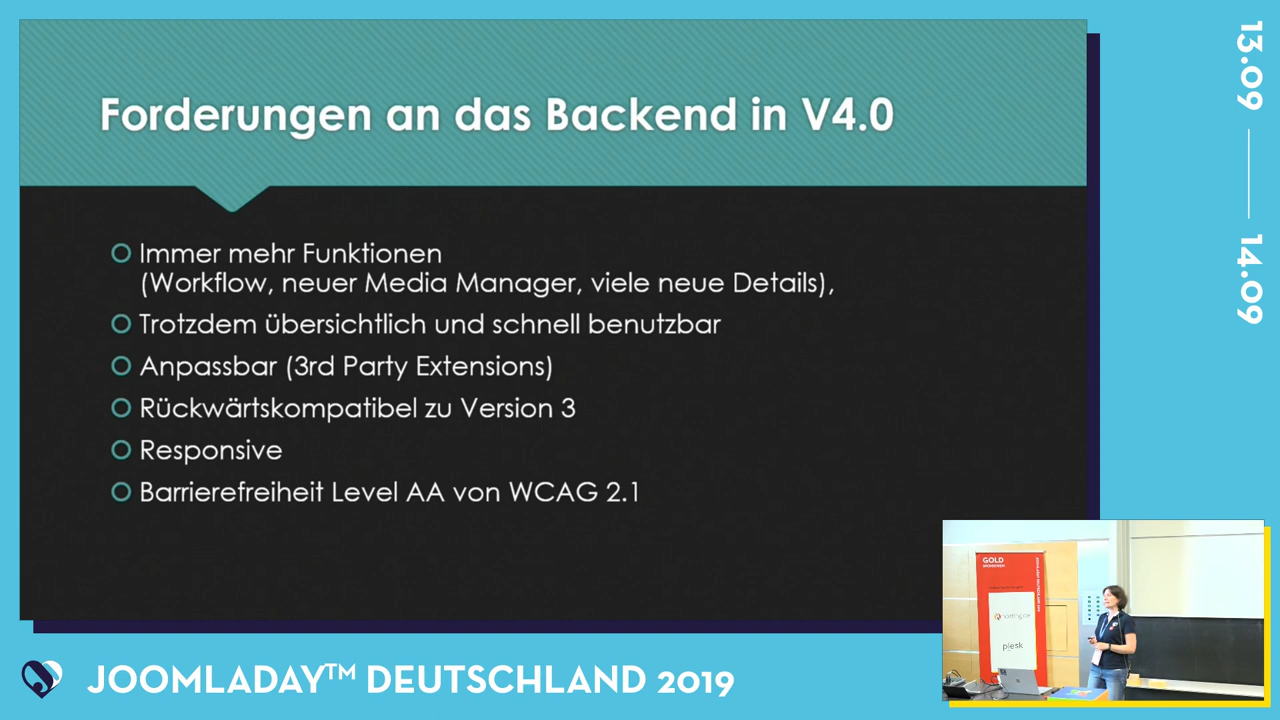 Forderungen an das Backend in V4.0
Immer mehr Funktionen
(Workflow, neuer Media Manager, viele neue Details),
Trotzdem übersichtlich und schnell benutzbar
Anpassbar (3rd Party Extensions)
Rückwärtskompatibel zu Version 3
Responsive
Barrierefreiheit Level AA von WCAG 2.1
13.09
14.09
GOLD
plesk
JOOMLADAY™ DEUTSCHLAND 2019